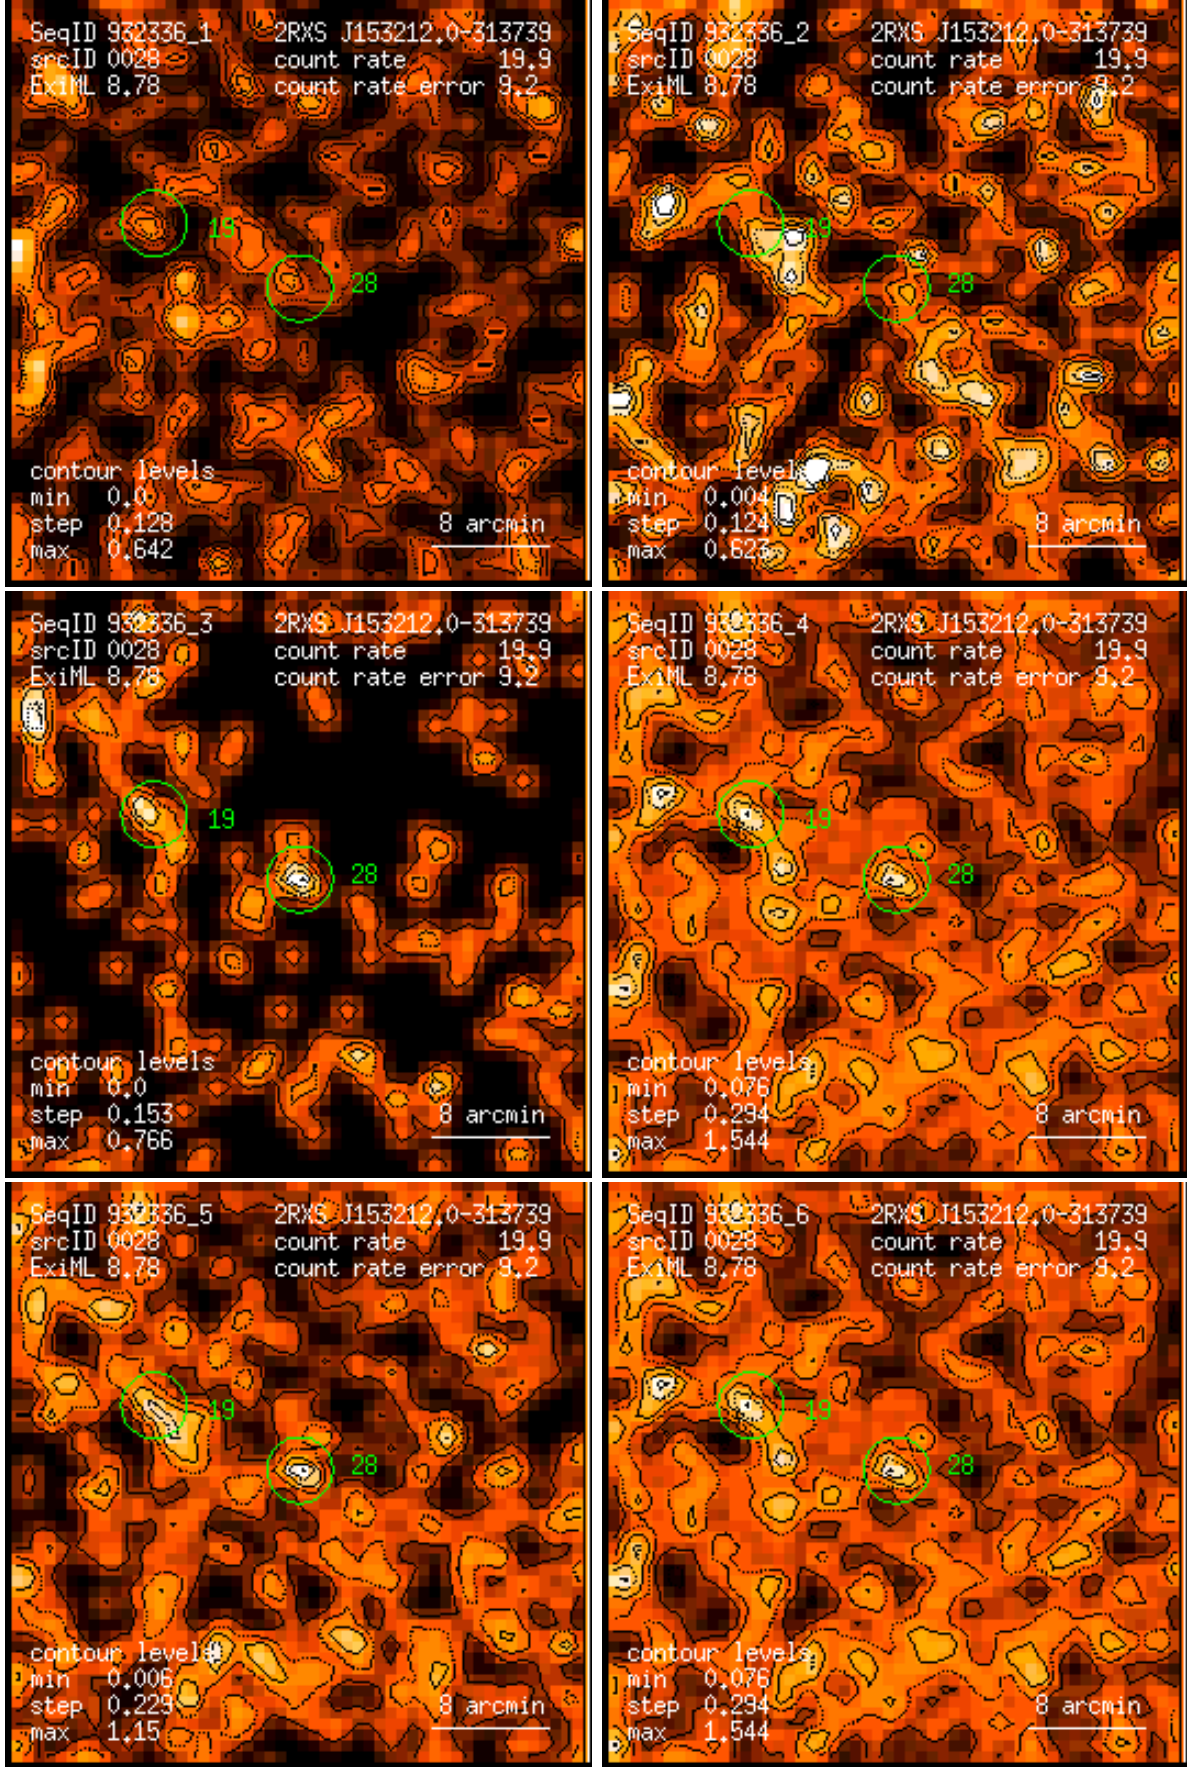 SeqID 932336_1 2RXS J153212.0-313739
srcID 0028 count rate 19.9
ExiML 8.78 count rate error 9.2
19
28
contour levels
min 0.0
step 0.128
max 0.642
8 arcmin
SeqID 932336_2 2RXS J153212.0-313739
srcID 0028 count rate 19.9
ExiML 8.78 count rate error 9.2
19
28
contour levels
min 0.004
step 0.124
max 0.623
8 arcmin
SeqID 932336_3 2RXS J153212.0-313739
srcID 0028 count rate 19.9
ExiML 8.78 count rate error 9.2
19
28
contour levels
min 0.0
step 0.153
max 0.766
8 arcmin
SeqID 932336_4 2RXS J153212.0-313739
srcID 0028 count rate 19.9
ExiML 8.78 count rate error 9.2
19
28
contour levels
min 0.076
step 0.294
max 1.544
8 arcmin
SeqID 932336_5 2RXS J153212.0-313739
srcID 0028 count rate 19.9
ExiML 8.78 count rate error 9.2
19
28
contour levels
min 0.006
step 0.229
max 1.15
8 arcmin
SeqID 932336_6 2RXS J153212.0-313739
srcID 0028 count rate 19.9
ExiML 8.78 count rate error 9.2
19
28
contour levels
min 0.076
step 0.294
max 1.544
8 arcmin